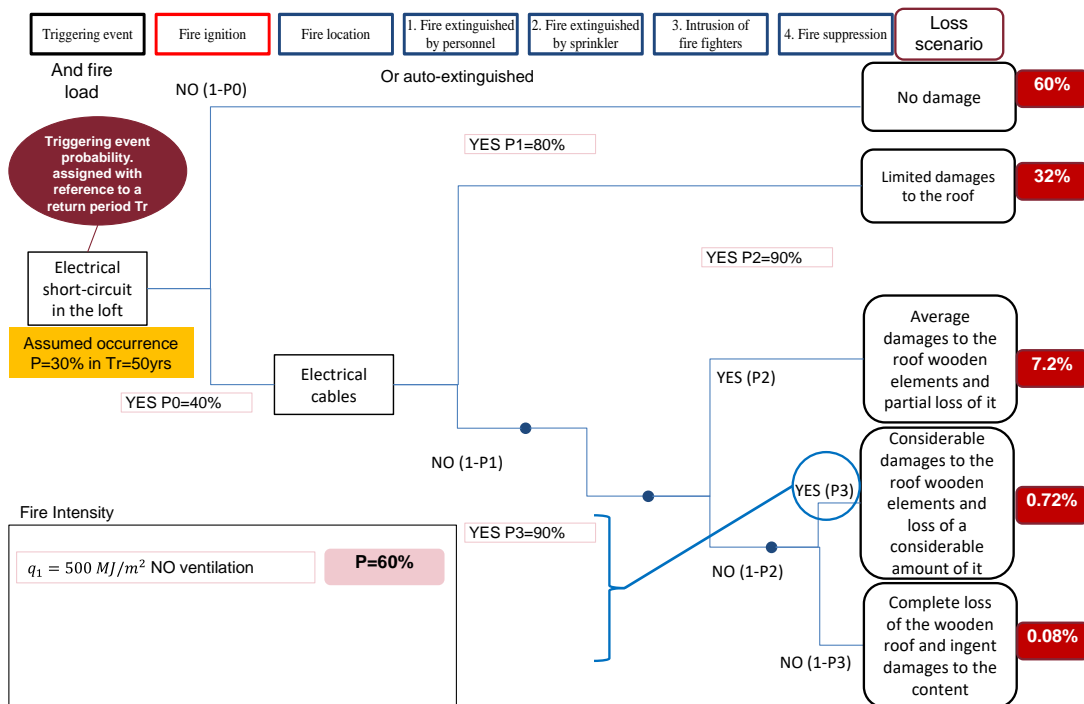 Triggering event
Fire ignition
Fire location
1. Fire extinguished
by personnel
2. Fire extinguished
by sprinkler
3. Intrusion of
fire fighters
4. Fire suppression
Loss
scenario
And fire
load
NO (1-P0)
Or auto-extinguished
No damage
60%
Triggering event
probability.
assigned with
reference to a
return period Tr
YES P1=80%
Limited damages
to the roof
32%
YES P2=90%
Electrical
short-circuit
in the loft
Assumed occurrence
P=30% in Tr=50yrs
Average
damages to the
roof wooden
elements and
partial loss of it
7.2%
YES (P2)
Electrical
cables
YES P0=40%
NO (1-P1)
Considerable
damages to the
roof wooden
elements and
loss of a
considerable
amount of it
0.72%
YES (P3)
Fire Intensity
YES P3=90%
q₁ = 500 MJ/m² NO ventilation
P=60%
NO (1-P2)
Complete loss
of the wooden
roof and ingent
damages to the
content
0.08%
NO (1-P3)